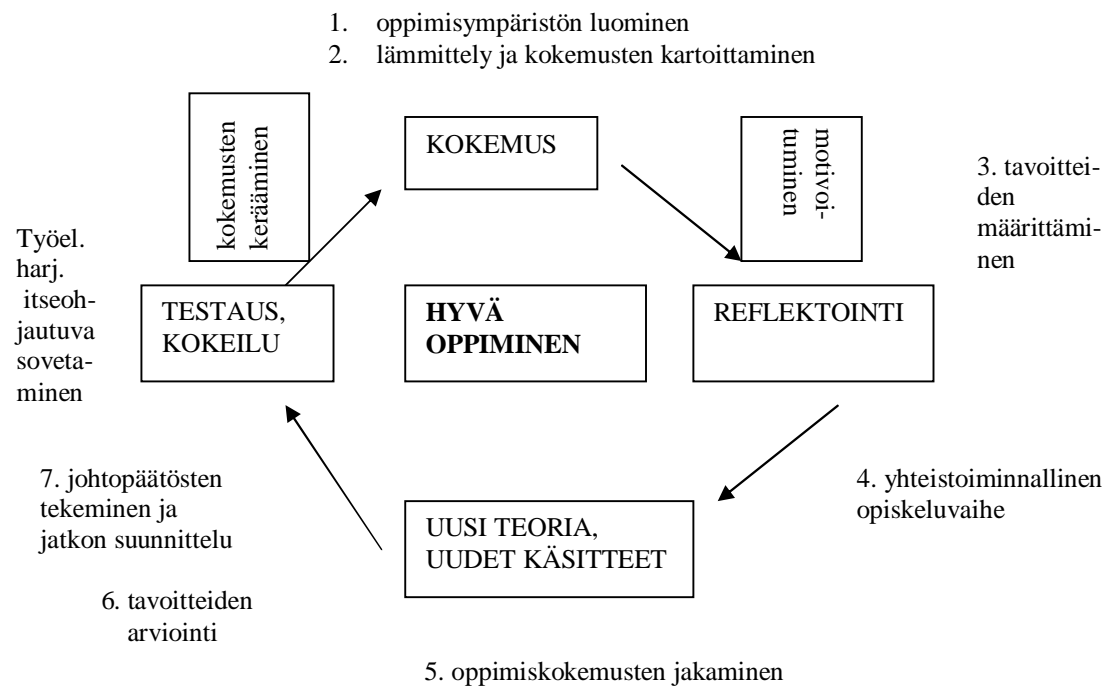 1. oppimisympäristön luominen
2. lämmittely ja kokemusten kartoittaminen
kokemusten
kerääminen
KOKEMUS
motivoi-
tuminen
3. tavoittei-
den
määrittämi-
nen
Työel.
harj.
itseoh-
jautuva
soveta-
minen
TESTAUS,
KOKEILU
HYVÄ
OPPIMINEN
REFLEKTOINTI
7. johtopäätösten
tekeminen ja
jatkon suunnittelu
UUSI TEORIA,
UUDET KÄSITTEET
4. yhteistoiminnallinen
opiskeluvaihe
6. tavoitteiden
arviointi
5. oppimiskokemusten jakaminen